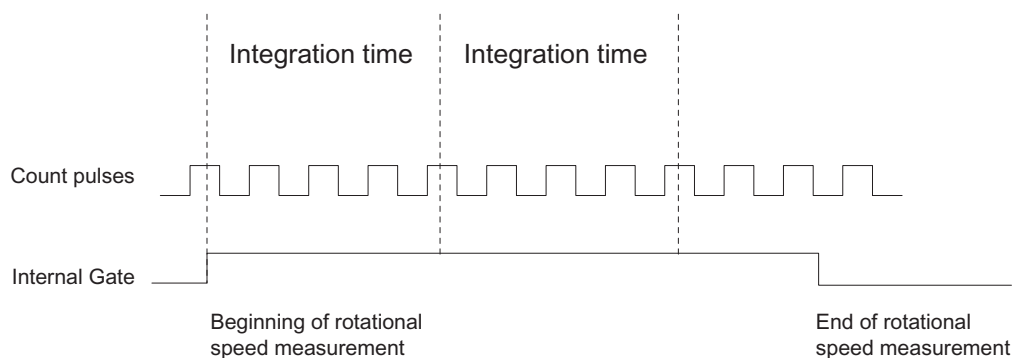 Integration time
Integration time
Count pulses
Internal Gate
Beginning of rotational
speed measurement
End of rotational
speed measurement